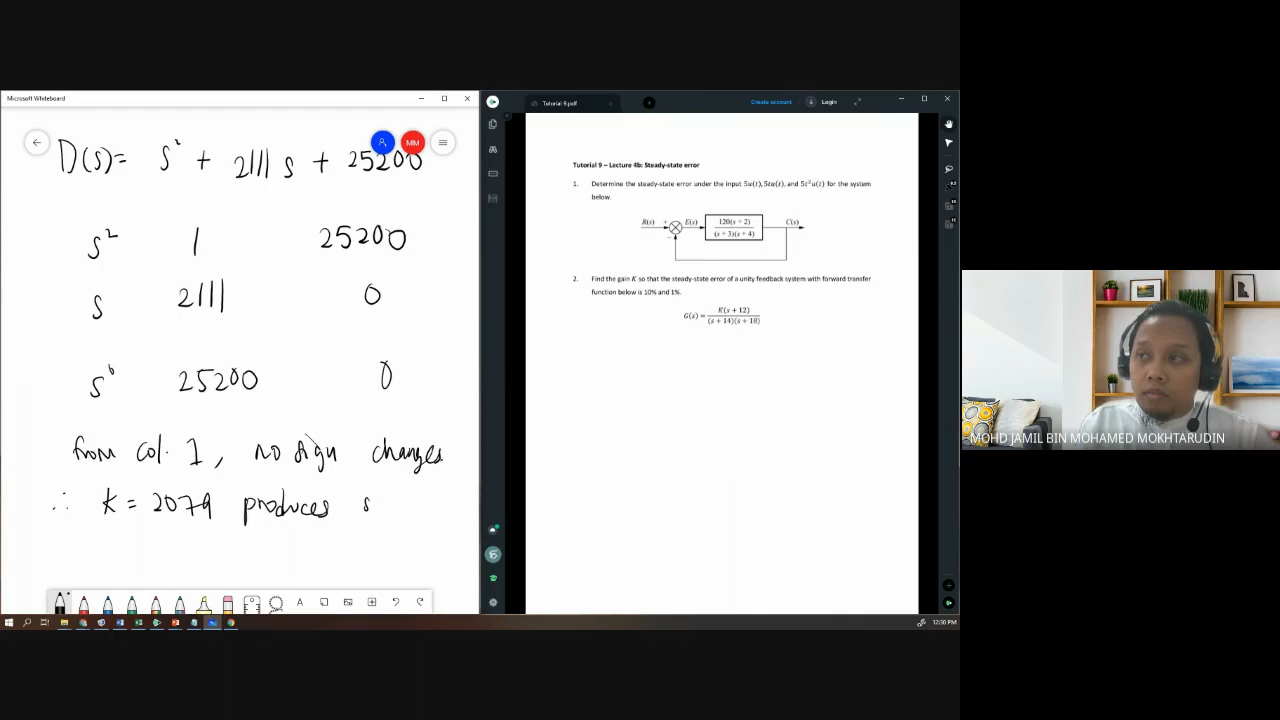 Microsoft Whiteboard
MM
D(s) = s² + 2111 s + 25200
s² 1 25200
s 2111 0
s⁰ 25200 0
from col. 1, no sign changes
∴ K = 2079 produces s
Tutorial 9.pdf
Create account
Login
Tutorial 9 – Lecture 4b: Steady-state error
1. Determine the steady-state error under the input 5u(t), 5tu(t), and 5t²u(t) for the system
below.
R(s) + E(s) 120(s + 2) C(s)
− (s + 3)(s + 4)
2. Find the gain K so that the steady-state error of a unity feedback system with forward transfer
function below is 10% and 1%.
G(s) = K(s + 12)
(s + 14)(s + 18)
12:30 PM
MOHD JAMIL BIN MOHAMED MOKHTARUDIN